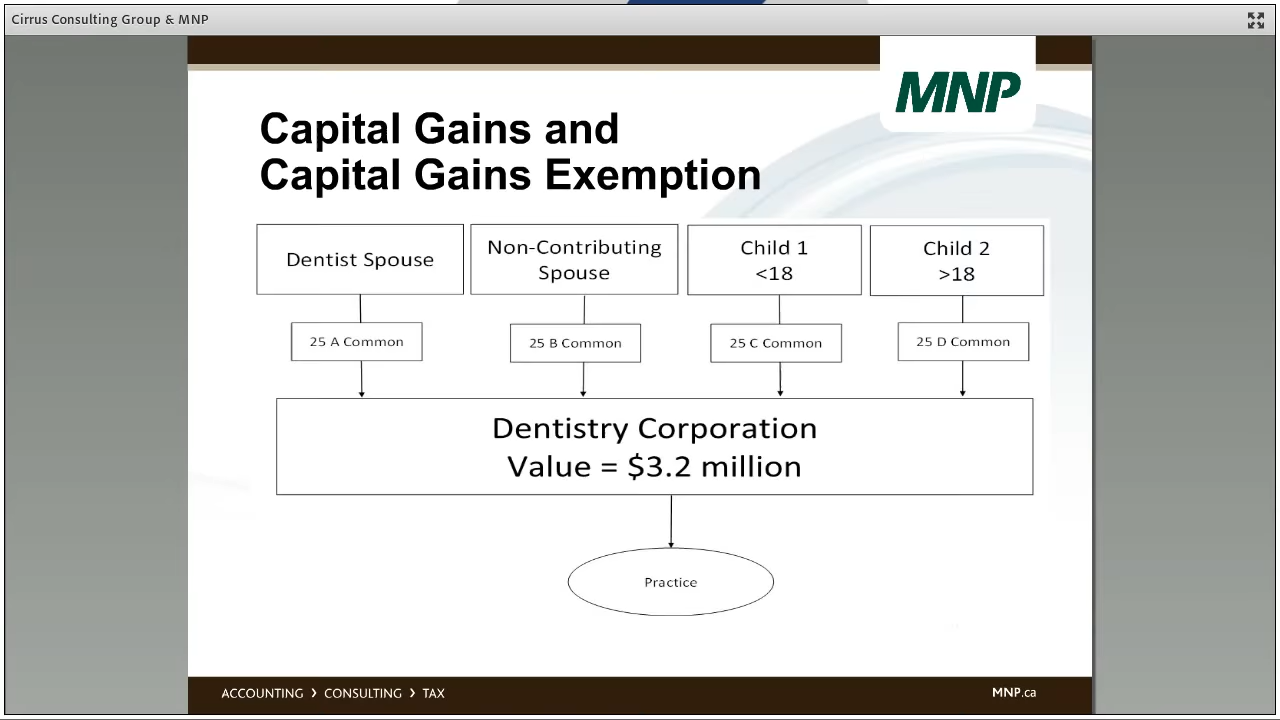 Cirrus Consulting Group & MNP
MNP
Capital Gains and
Capital Gains Exemption
Dentist Spouse
Non-Contributing
Spouse
Child 1
<18
Child 2
>18
25 A Common
25 B Common
25 C Common
25 D Common
Dentistry Corporation
Value = $3.2 million
Practice
ACCOUNTING › CONSULTING › TAX
MNP.ca